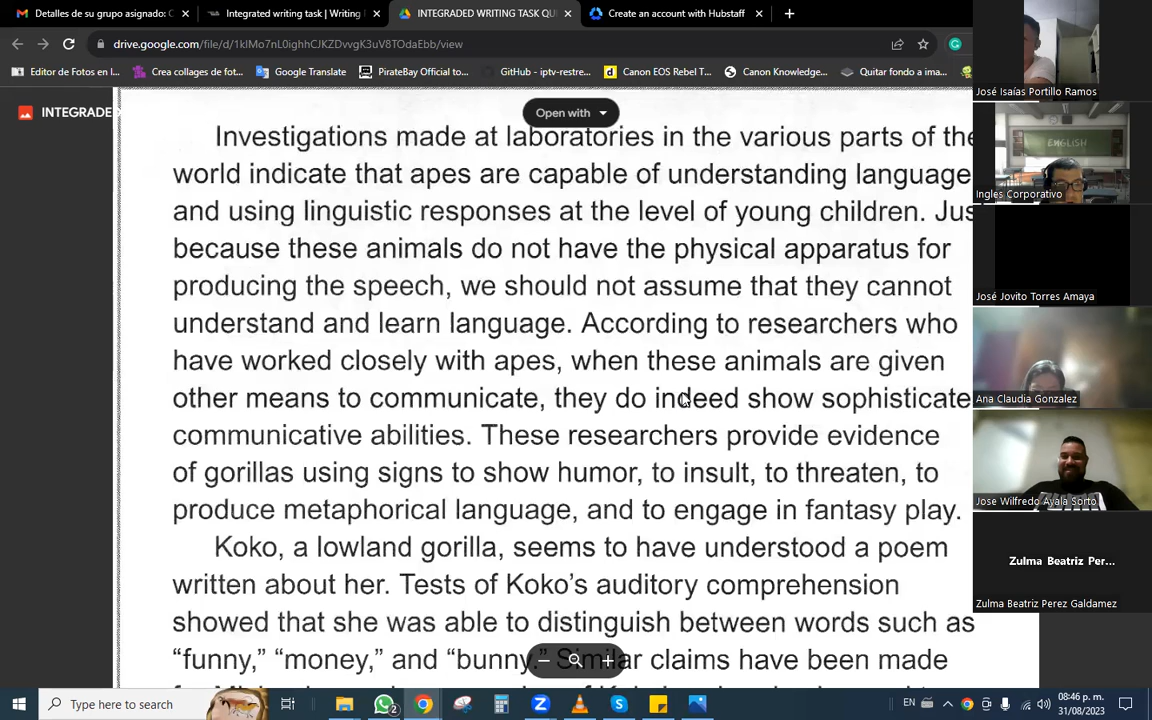 Detalles de su grupo asignado: C
Integrated writing task | Writing
INTEGRADED WRITING TASK QU
Create an account with Hubstaff
drive.google.com/file/d/1klMo7nL0ighhCJKZDvvgK3uV8TOdaEbb/view
Editor de Fotos en l...
Crea collages de fot...
Google Translate
PirateBay Official to...
GitHub - iptv-restre...
Canon EOS Rebel T...
Canon Knowledge...
Quitar fondo a ima...
INTEGRADE
Open with
Investigations made at laboratories in the various parts of the
world indicate that apes are capable of understanding language
and using linguistic responses at the level of young children. Jus
because these animals do not have the physical apparatus for
producing the speech, we should not assume that they cannot
understand and learn language. According to researchers who
have worked closely with apes, when these animals are given
other means to communicate, they do indeed show sophisticate
communicative abilities. These researchers provide evidence
of gorillas using signs to show humor, to insult, to threaten, to
produce metaphorical language, and to engage in fantasy play.
Koko, a lowland gorilla, seems to have understood a poem
written about her. Tests of Koko's auditory comprehension
showed that she was able to distinguish between words such as
“funny,” “money,” and “bunny.” Similar claims have been made
José Isaías Portillo Ramos
ENGLISH
Ingles Corporativo
José Jovito Torres Amaya
Ana Claudia Gonzalez
Jose Wilfredo Ayala Sorto
Zulma Beatriz Per...
Zulma Beatriz Perez Galdamez
Type here to search
2
EN
08:46 p. m.
31/08/2023